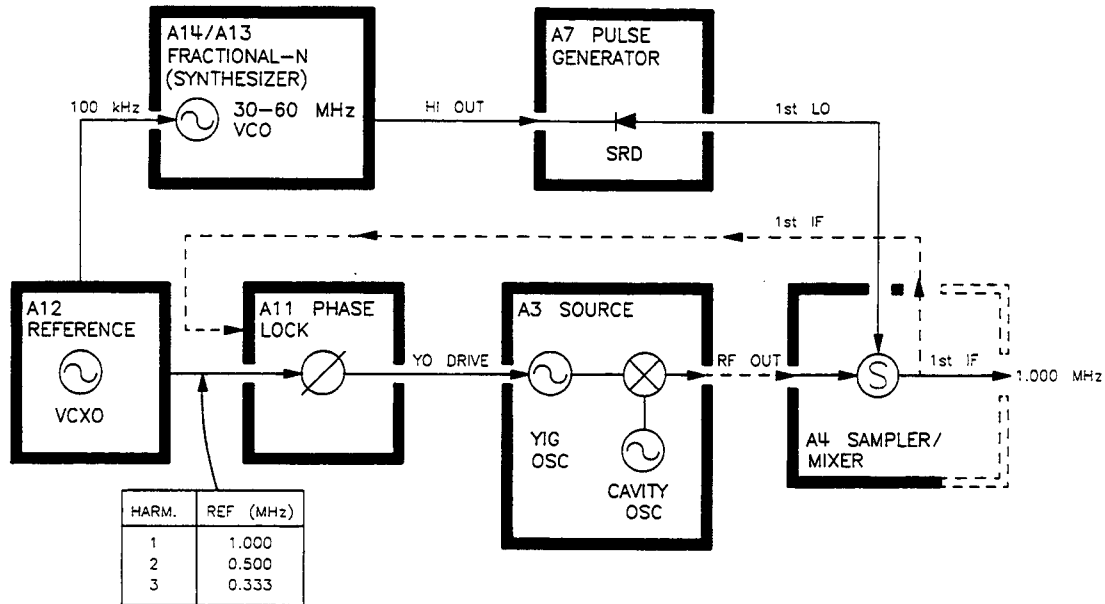 A14/A13
FRACTIONAL-N
(SYNTHESIZER)
30-60 MHz
VCO
A7 PULSE
GENERATOR
SRD
100 kHz
HI OUT
1st LO
1st IF
A12
REFERENCE
VCXO
A11 PHASE
LOCK
YO DRIVE
A3 SOURCE
YIG
OSC
CAVITY
OSC
RF OUT
S
1st IF
1.000 MHz
A4 SAMPLER/
MIXER
HARM. REF (MHz)
1 1.000
2 0.500
3 0.333